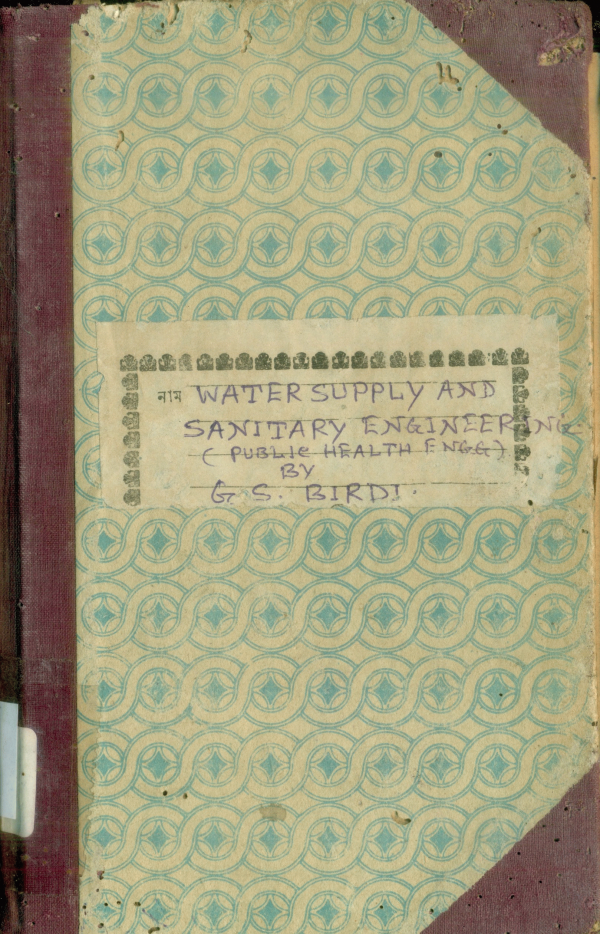 নাম WATER SUPPLY AND
SANITARY ENGINEERING
( PUBLIC HEALTH ENGG)
BY
G. S. BIRDI.